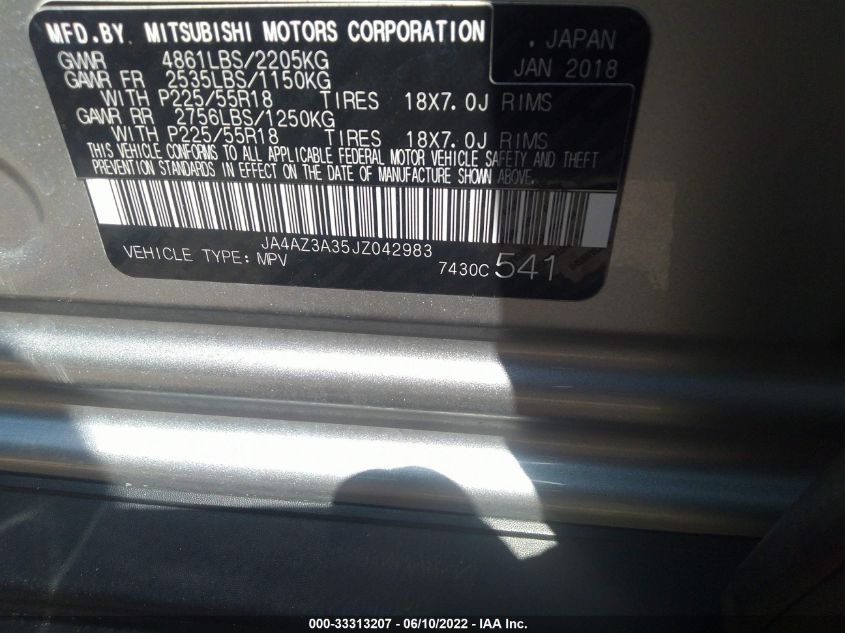 MFD.BY. MITSUBISHI MOTORS CORPORATION
. JAPAN
GVWR 4861LBS/2205KG
JAN 2018
GAWR FR 2535LBS/1150KG
WITH P225/55R18 TIRES 18X7.0J RIMS
GAWR RR 2756LBS/1250KG
WITH P225/55R18 TIRES 18X7.0J RIMS
THIS VEHICLE CONFORMS TO ALL APPLICABLE FEDERAL MOTOR VEHICLE SAFETY AND THEFT
PREVENTION STANDARDS IN EFFECT ON THE DATE OF MANUFACTURE SHOWN ABOVE.
JA4AZ3A35JZ042983
VEHICLE TYPE: MPV
7430C 541
000-33313207 - 06/10/2022 - IAA Inc.